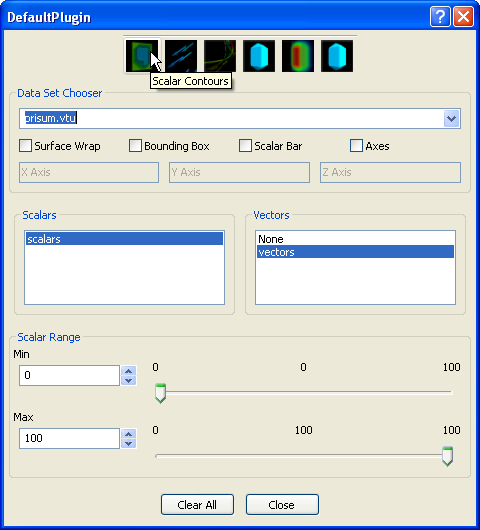 DefaultPlugin
Scalar Contours
Data Set Chooser
prisum.vtu
Surface Wrap Bounding Box Scalar Bar Axes
X Axis Y Axis Z Axis
Scalars Vectors
scalars None
vectors
Scalar Range
Min
0 0 100
0
Max
0 100 100
100
Clear All Close